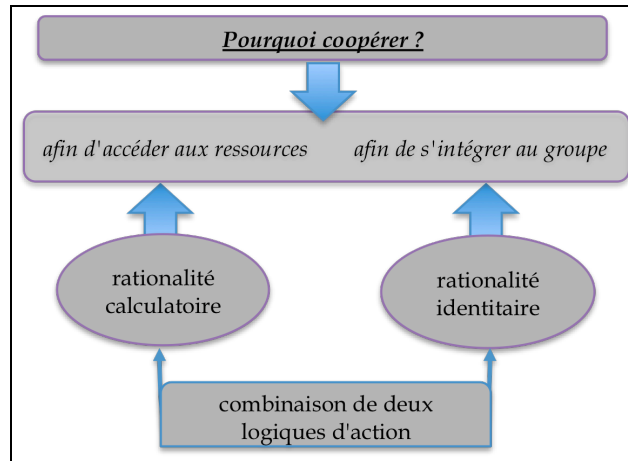 Pourquoi coopérer ?
afin d'accéder aux ressources afin de s'intégrer au groupe
rationalité
calculatoire
rationalité
identitaire
combinaison de deux
logiques d'action